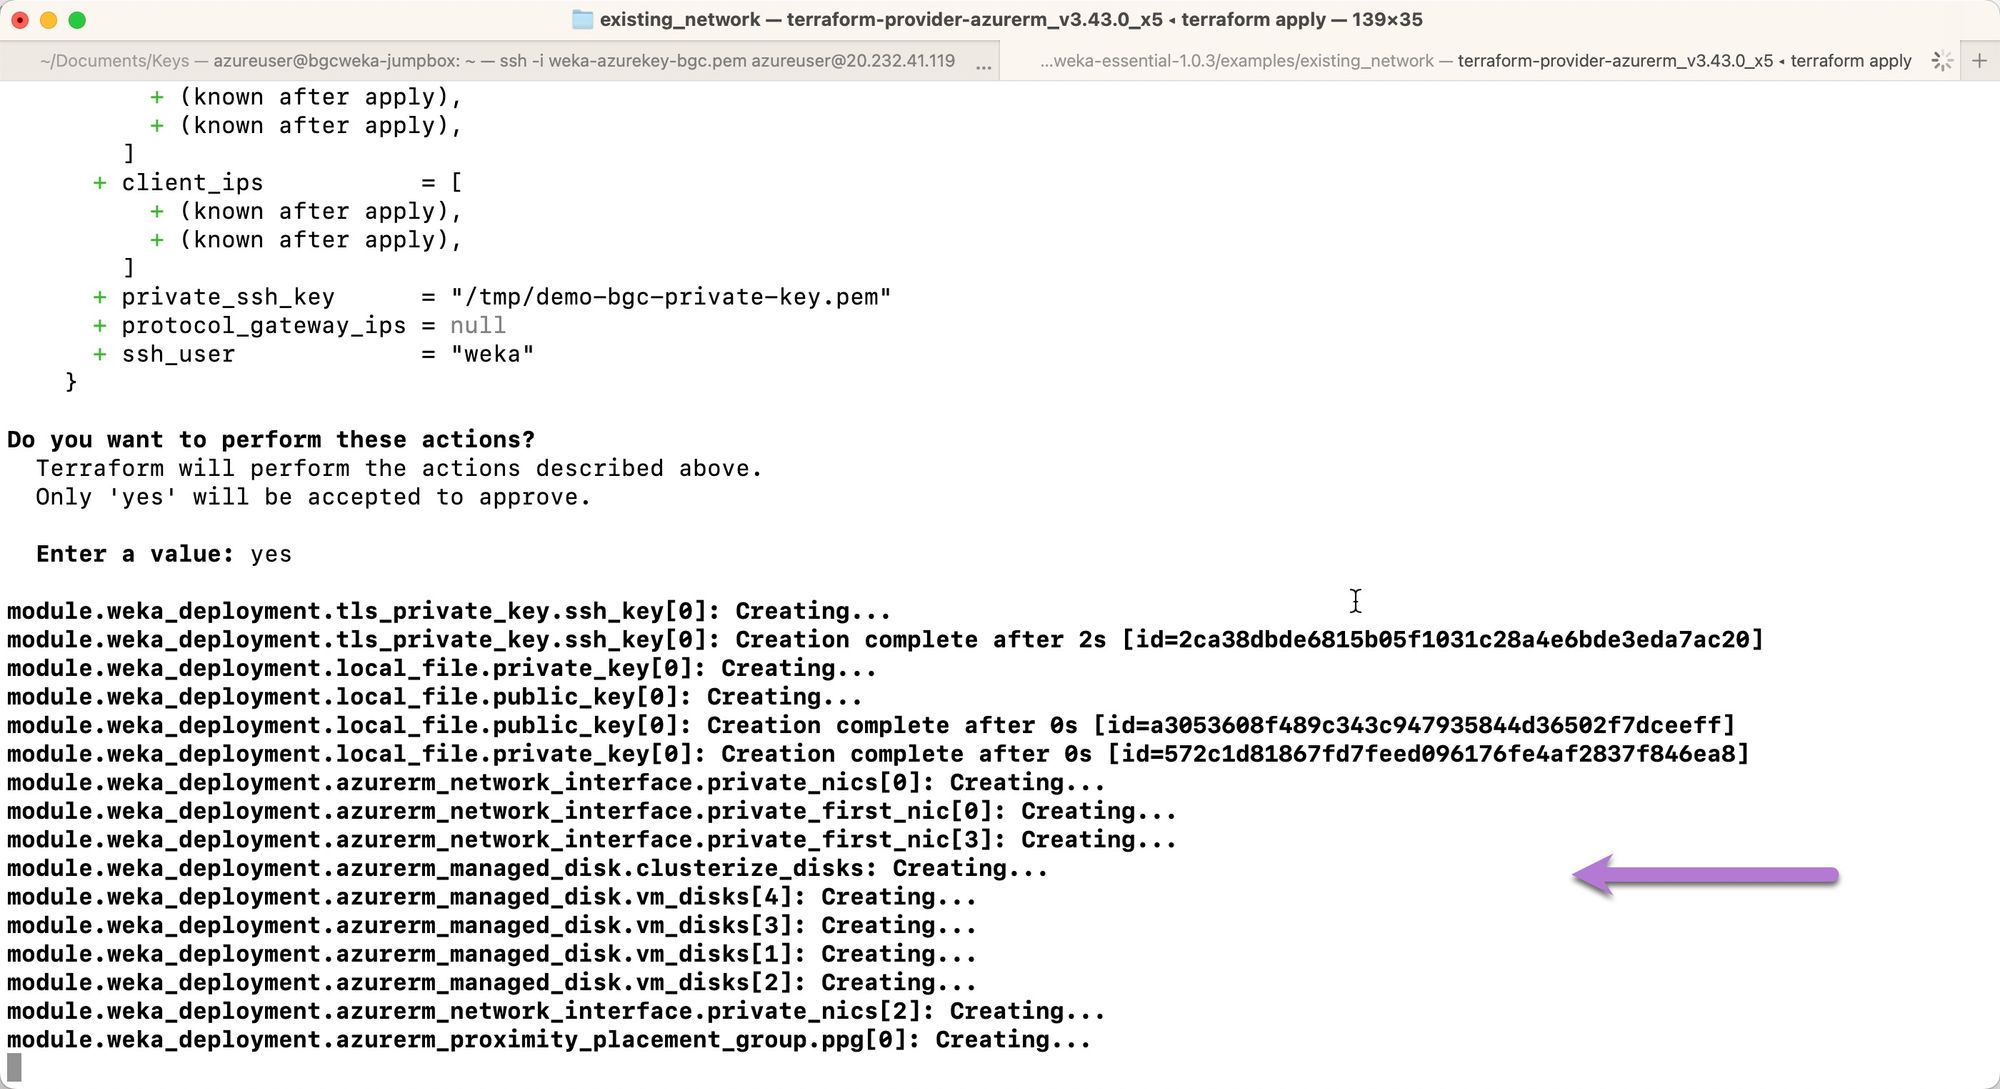 existing_network — terraform-provider-azurerm_v3.43.0_x5 ◂ terraform apply — 139×35
~/Documents/Keys — azureuser@bgcweka-jumpbox: ~ — ssh -i weka-azurekey-bgc.pem azureuser@20.232.41.119 ...
...weka-essential-1.0.3/examples/existing_network — terraform-provider-azurerm_v3.43.0_x5 ◂ terraform apply
+ (known after apply),
+ (known after apply),
]
+ client_ips = [
+ (known after apply),
+ (known after apply),
]
+ private_ssh_key = "/tmp/demo-bgc-private-key.pem"
+ protocol_gateway_ips = null
+ ssh_user = "weka"
}
Do you want to perform these actions?
Terraform will perform the actions described above.
Only 'yes' will be accepted to approve.
Enter a value: yes
module.weka_deployment.tls_private_key.ssh_key[0]: Creating...
module.weka_deployment.tls_private_key.ssh_key[0]: Creation complete after 2s [id=2ca38dbde6815b05f1031c28a4e6bde3eda7ac20]
module.weka_deployment.local_file.private_key[0]: Creating...
module.weka_deployment.local_file.public_key[0]: Creating...
module.weka_deployment.local_file.public_key[0]: Creation complete after 0s [id=a3053608f489c343c947935844d36502f7dceeff]
module.weka_deployment.local_file.private_key[0]: Creation complete after 0s [id=572c1d81867fd7feed096176fe4af2837f846ea8]
module.weka_deployment.azurerm_network_interface.private_nics[0]: Creating...
module.weka_deployment.azurerm_network_interface.private_first_nic[0]: Creating...
module.weka_deployment.azurerm_network_interface.private_first_nic[3]: Creating...
module.weka_deployment.azurerm_managed_disk.clusterize_disks: Creating...
module.weka_deployment.azurerm_managed_disk.vm_disks[4]: Creating...
module.weka_deployment.azurerm_managed_disk.vm_disks[3]: Creating...
module.weka_deployment.azurerm_managed_disk.vm_disks[1]: Creating...
module.weka_deployment.azurerm_managed_disk.vm_disks[2]: Creating...
module.weka_deployment.azurerm_network_interface.private_nics[2]: Creating...
module.weka_deployment.azurerm_proximity_placement_group.ppg[0]: Creating...